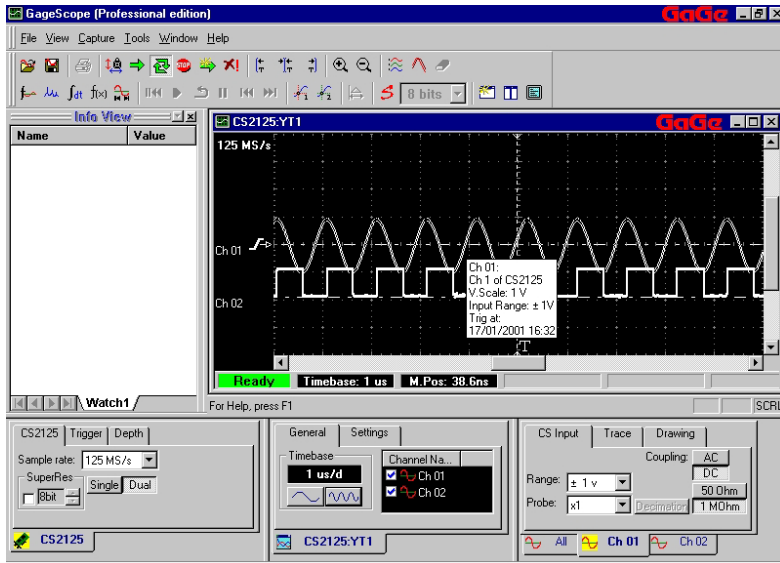 GageScope (Professional edition)
GaGe
File View Capture Tools Window Help
STOP
8 bits
Info View
Name Value
Watch1
CS2125:YT1
GaGe
125 MS/s
Ch 01
Ch 02
Ch 01:
Ch 1 of CS2125
V.Scale: 1 V
Input Range: ± 1V
Trig at:
17/01/2001 16:32
T
Ready Timebase: 1 us M.Pos: 38.6ns
For Help, press F1
SCRL
CS2125 Trigger Depth
Sample rate: 125 MS/s
SuperRes
8bit
Single Dual
CS2125
General Settings
Timebase
1 us/d
Channel Na...
Ch 01
Ch 02
CS2125:YT1
CS Input Trace Drawing
Coupling: AC
DC
Range: ± 1 v
50 Ohm
Probe: x1
Decimation
1 MOhm
All Ch 01 Ch 02